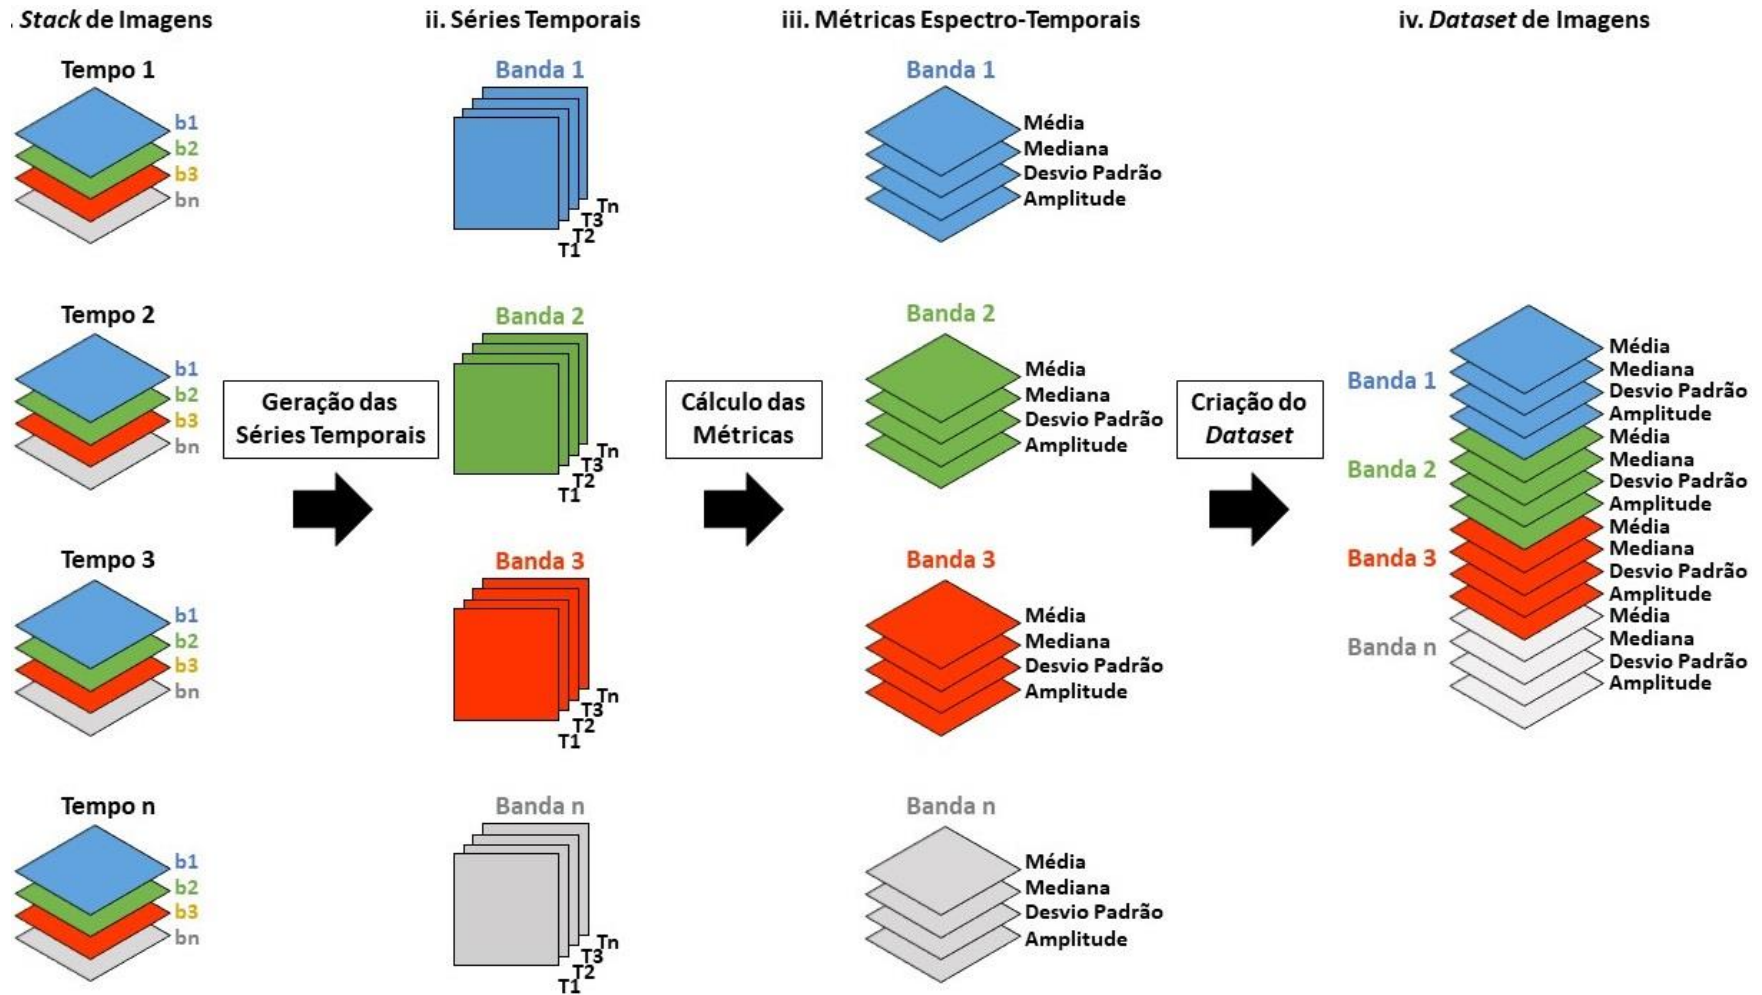 . Stack de Imagens
ii. Séries Temporais
iii. Métricas Espectro-Temporais
iv. Dataset de Imagens
Tempo 1
b1
b2
b3
bn
Banda 1
Tn
T3
T2
T1
Banda 1
Média
Mediana
Desvio Padrão
Amplitude
Tempo 2
b1
b2
b3
bn
Geração das
Séries Temporais
Banda 2
Tn
T3
T2
T1
Cálculo das
Métricas
Banda 2
Média
Mediana
Desvio Padrão
Amplitude
Criação do
Dataset
Banda 1
Média
Mediana
Desvio Padrão
Amplitude
Banda 2
Média
Mediana
Desvio Padrão
Amplitude
Banda 3
Média
Mediana
Desvio Padrão
Amplitude
Banda n
Média
Mediana
Desvio Padrão
Amplitude
Tempo 3
b1
b2
b3
bn
Banda 3
Tn
T3
T2
T1
Banda 3
Média
Mediana
Desvio Padrão
Amplitude
Tempo n
b1
b2
b3
bn
Banda n
Tn
T3
T2
T1
Banda n
Média
Mediana
Desvio Padrão
Amplitude